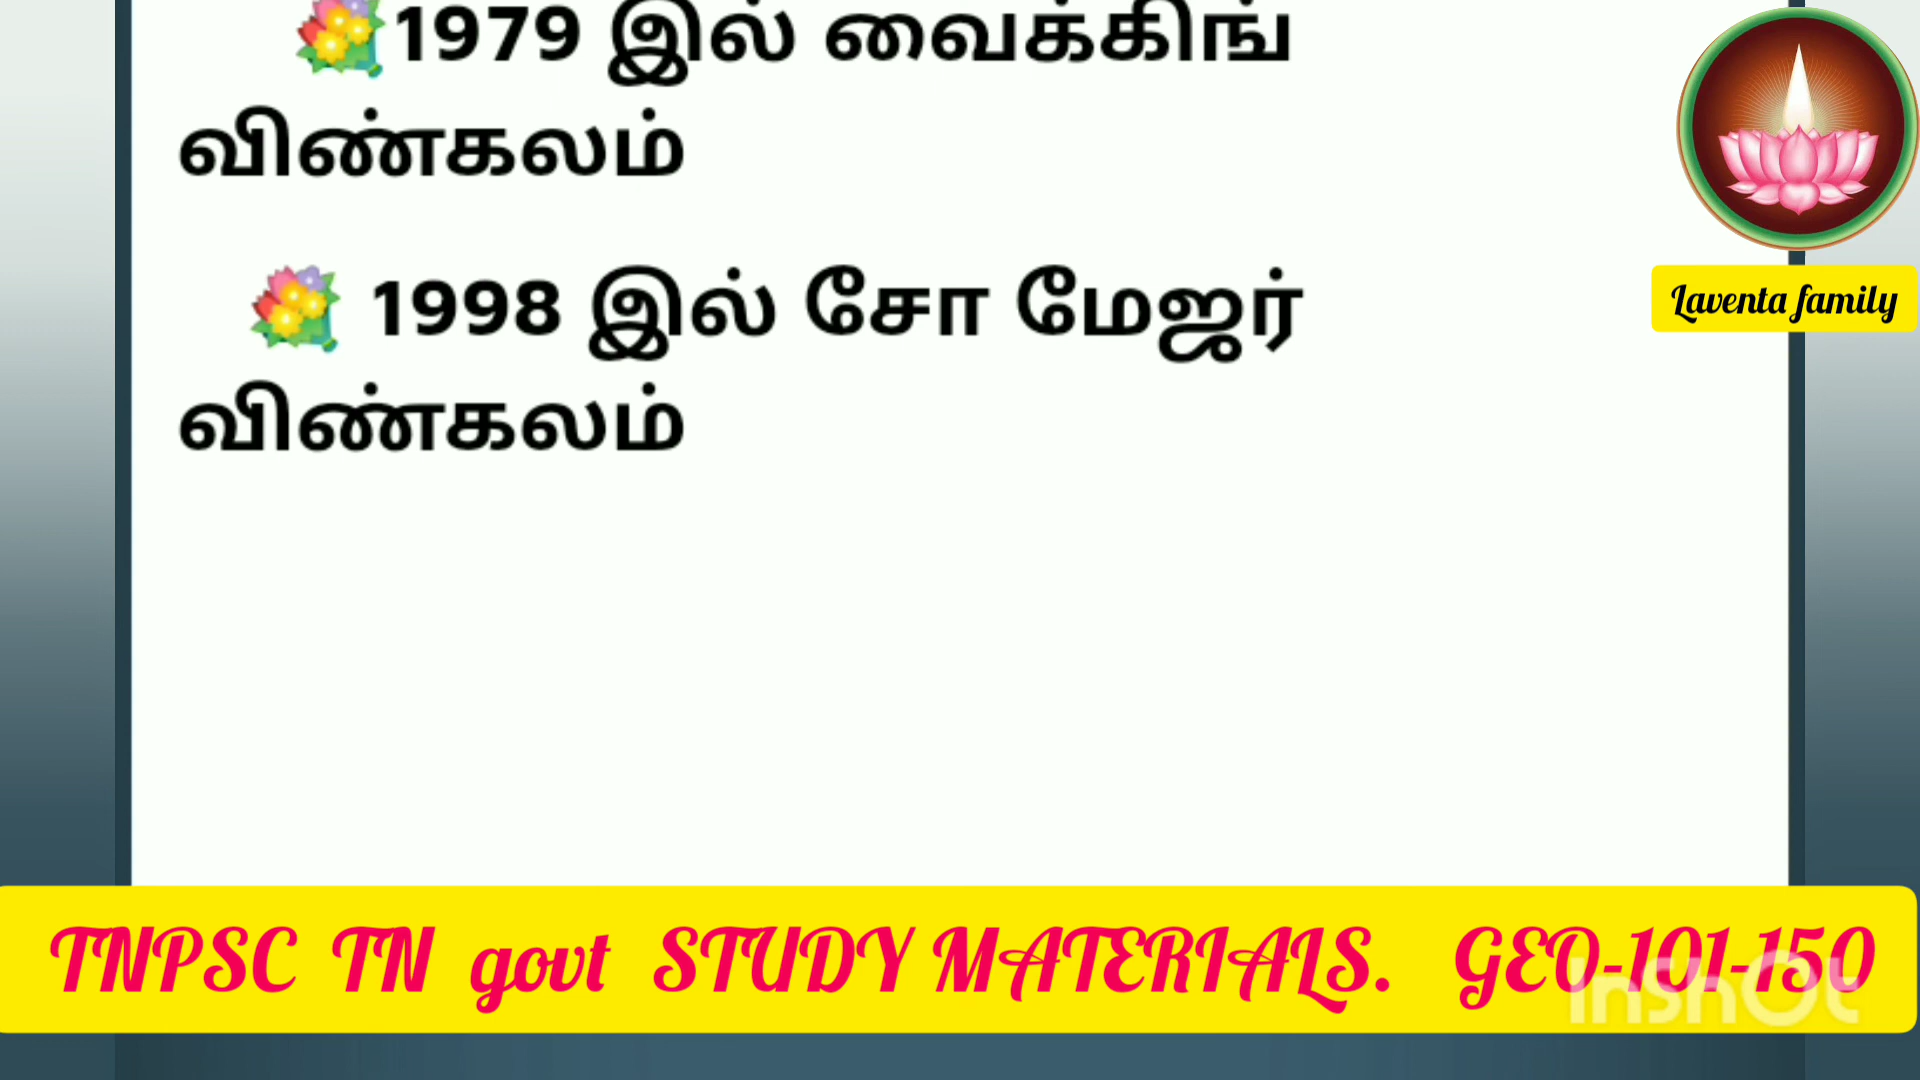 1979 இல் வைக்கிங்
விண்கலம்
1998 இல் சோ மேஜர்
விண்கலம்
Laventa family
TNPSC TN govt STUDY MATERIALS. GEO-101-150
InShOt